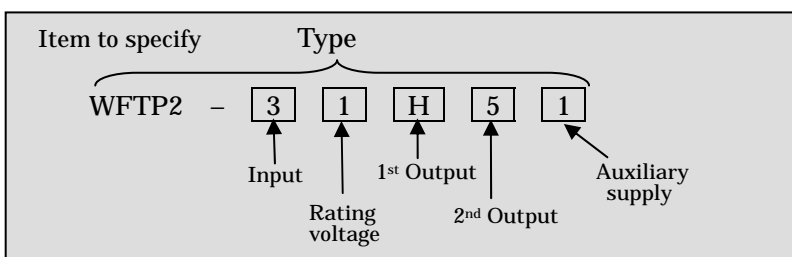 Item to specify Type
WFTP2 – 3 1 H 5 1
Input
1st Output
Auxiliary
supply
Rating
voltage
2nd Output